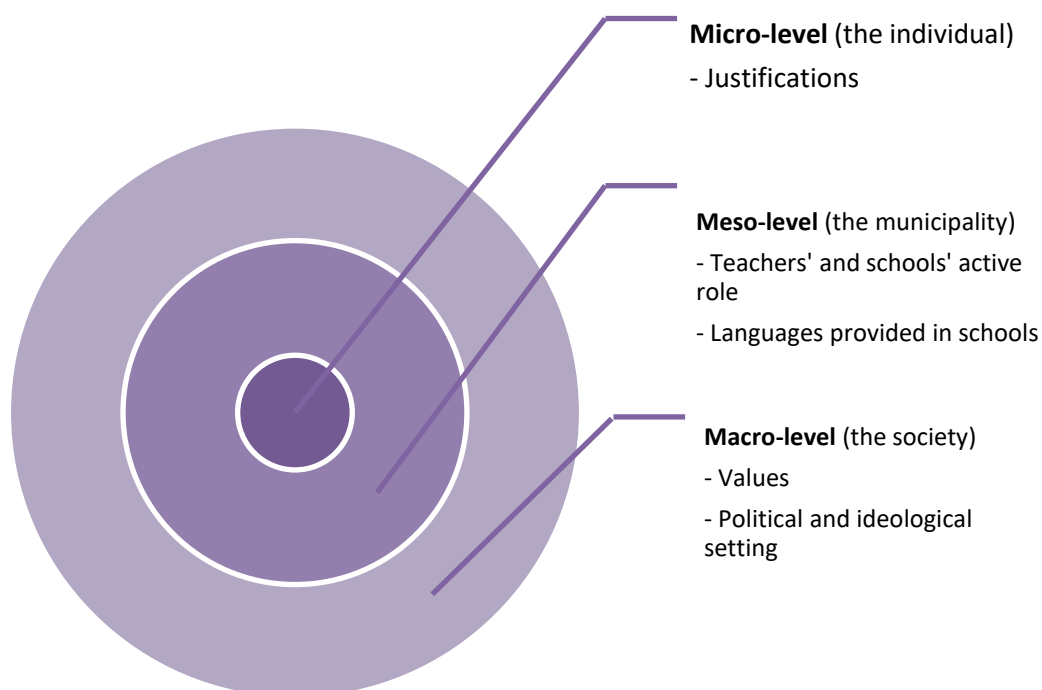 Micro-level (the individual)
- Justifications
Meso-level (the municipality)
- Teachers' and schools' active
role
- Languages provided in schools
Macro-level (the society)
- Values
- Political and ideological
setting